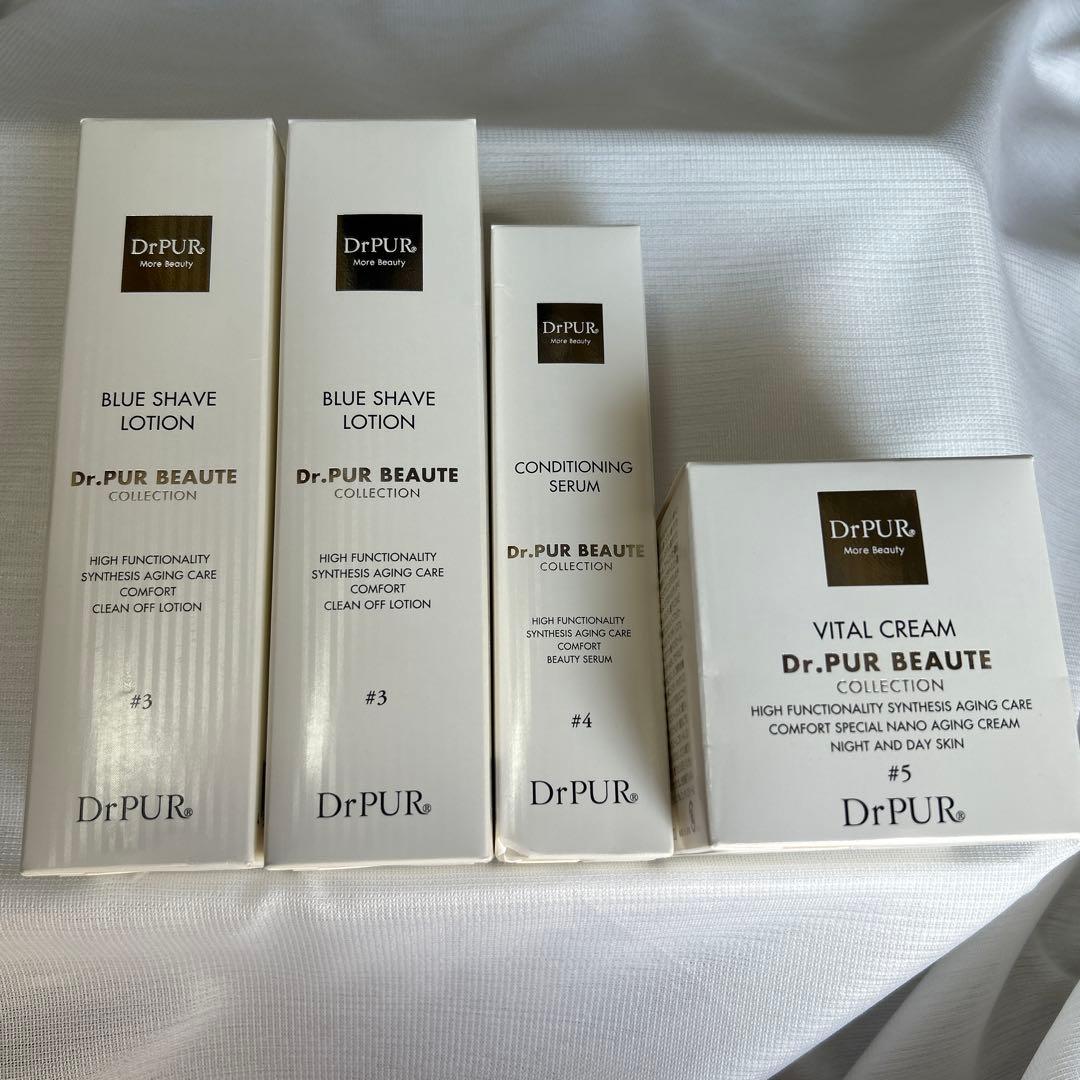 DrPUR®
More Beauty
BLUE SHAVE
LOTION
Dr.PUR BEAUTE
COLLECTION
HIGH FUNCTIONALITY
SYNTHESIS AGING CARE
COMFORT
CLEAN OFF LOTION
#3
DrPUR®
DrPUR®
More Beauty
BLUE SHAVE
LOTION
Dr.PUR BEAUTE
COLLECTION
HIGH FUNCTIONALITY
SYNTHESIS AGING CARE
COMFORT
CLEAN OFF LOTION
#3
DrPUR®
DrPUR®
More Beauty
CONDITIONING
SERUM
Dr.PUR BEAUTE
COLLECTION
HIGH FUNCTIONALITY
SYNTHESIS AGING CARE
COMFORT
BEAUTY SERUM
#4
DrPUR®
DrPUR®
More Beauty
VITAL CREAM
Dr.PUR BEAUTE
COLLECTION
HIGH FUNCTIONALITY SYNTHESIS AGING CARE
COMFORT SPECIAL NANO AGING CREAM
NIGHT AND DAY SKIN
#5
DrPUR®